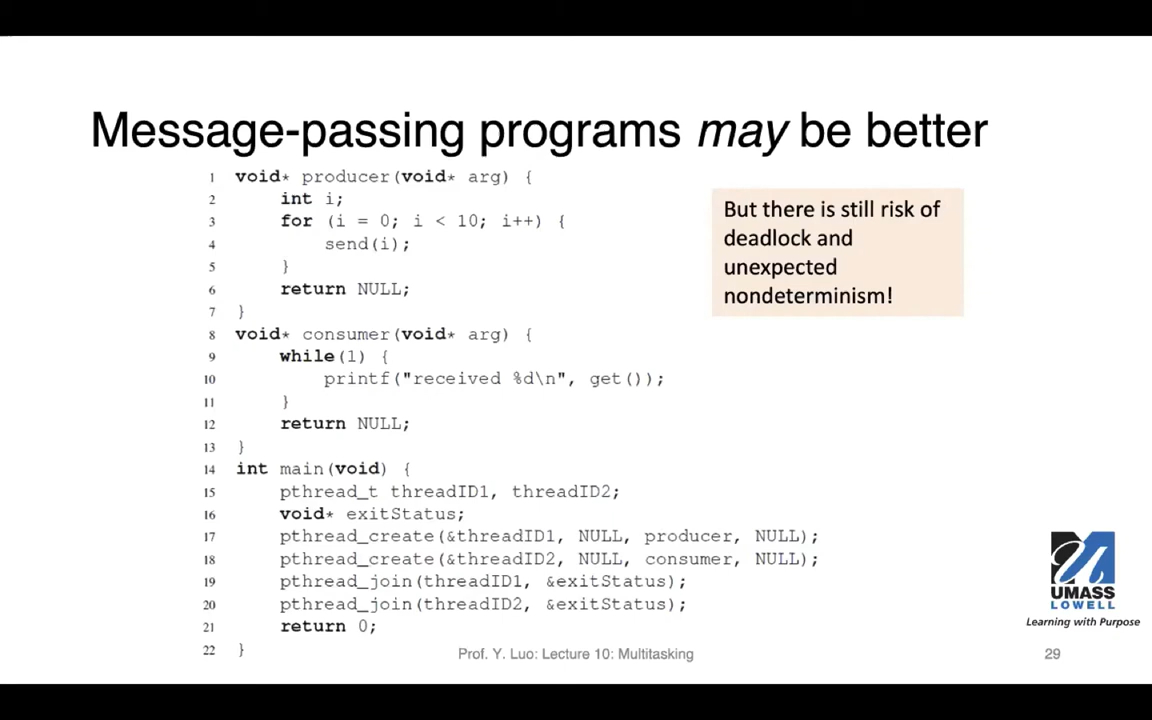 Message-passing programs may be better
1 void* producer(void* arg) {
2 int i;
3 for (i = 0; i < 10; i++) {
4 send(i);
5 }
6 return NULL;
7 }
8 void* consumer(void* arg) {
9 while(1) {
10 printf("received %d\n", get());
11 }
12 return NULL;
13 }
14 int main(void) {
15 pthread_t threadID1, threadID2;
16 void* exitStatus;
17 pthread_create(&threadID1, NULL, producer, NULL);
18 pthread_create(&threadID2, NULL, consumer, NULL);
19 pthread_join(threadID1, &exitStatus);
20 pthread_join(threadID2, &exitStatus);
21 return 0;
22 }
But there is still risk of
deadlock and
unexpected
nondeterminism!
UMASS
LOWELL
Learning with Purpose
Prof. Y. Luo: Lecture 10: Multitasking
29